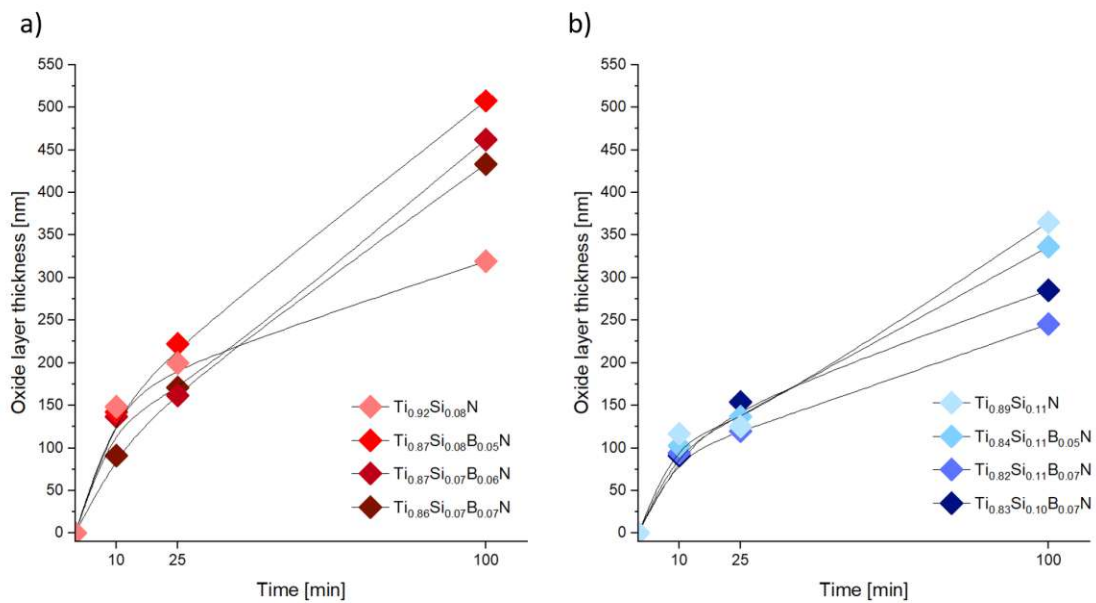 a)
550
500
450
400
350
300
250
200
150
100
50
0
Oxide layer thickness [nm]
10
25
100
Time [min]
Ti0.92Si0.08N
Ti0.87Si0.08B0.05N
Ti0.87Si0.07B0.06N
Ti0.86Si0.07B0.07N
b)
550
500
450
400
350
300
250
200
150
100
50
0
Oxide layer thickness [nm]
10
25
100
Time [min]
Ti0.89Si0.11N
Ti0.84Si0.11B0.05N
Ti0.82Si0.11B0.07N
Ti0.83Si0.10B0.07N